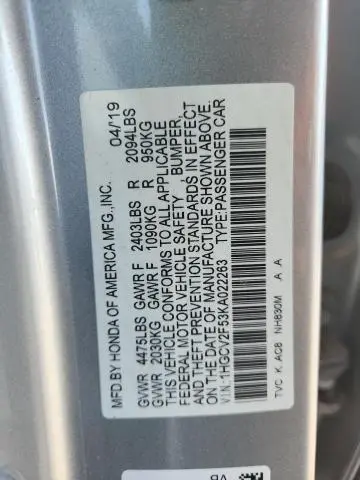 MFD.BY HONDA OF AMERICA MFG.,INC. 04/19
GVWR 4475LBS GAWR F 2403LBS R 2094LBS
GVWR 2030KG GAWR F 1090KG R 950KG
THIS VEHICLE CONFORMS TO ALL APPLICABLE
FEDERAL MOTOR VEHICLE SAFETY , BUMPER,
AND THEFT PREVENTION STANDARDS IN EFFECT
ON THE DATE OF MANUFACTURE SHOWN ABOVE.
VIN:1HGCV2F53KA022263 TYPE:PASSENGER CAR
TVC K AC8 NH830M A A